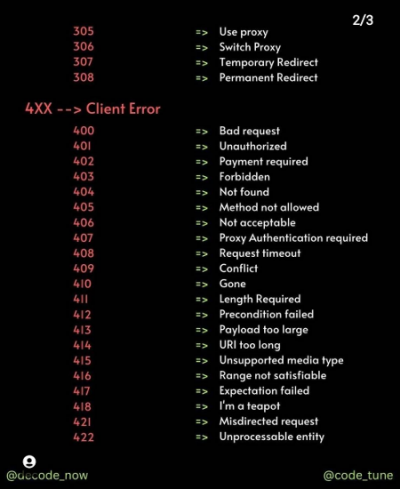 2/3
305 => Use proxy
306 => Switch Proxy
307 => Temporary Redirect
308 => Permanent Redirect
4XX --> Client Error
400 => Bad request
401 => Unauthorized
402 => Payment required
403 => Forbidden
404 => Not found
405 => Method not allowed
406 => Not acceptable
407 => Proxy Authentication required
408 => Request timeout
409 => Conflict
410 => Gone
411 => Length Required
412 => Precondition failed
413 => Payload too large
414 => URI too long
415 => Unsupported media type
416 => Range not satisfiable
417 => Expectation failed
418 => I'm a teapot
421 => Misdirected request
422 => Unprocessable entity
@decode_now @code_tune